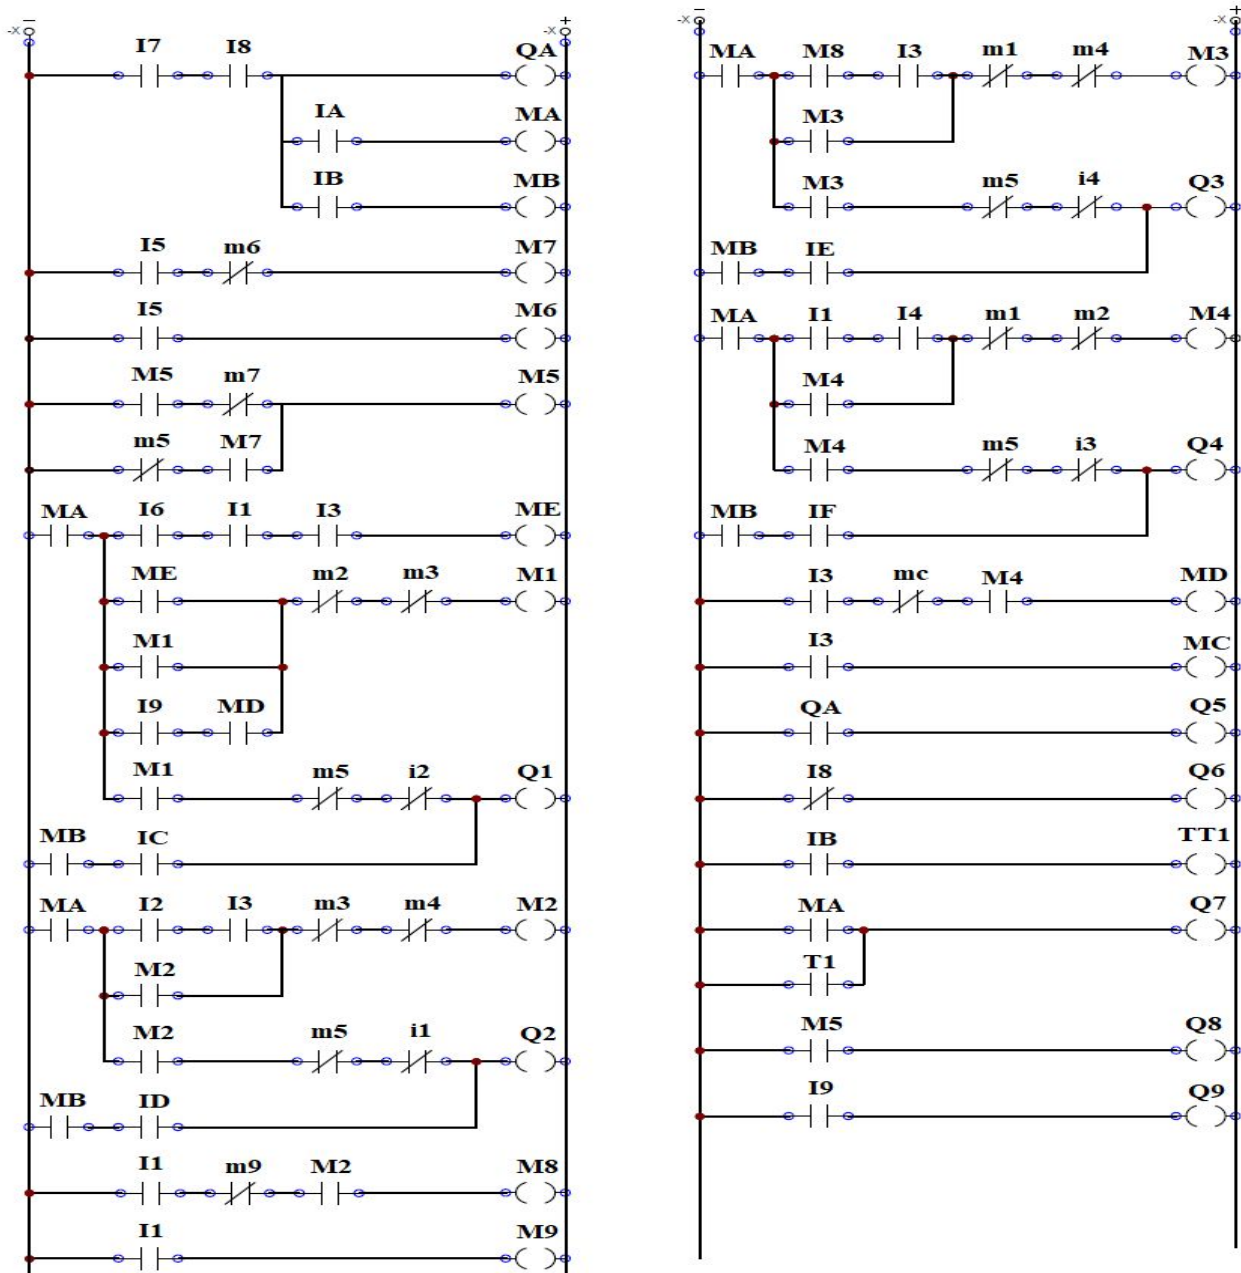 − +
-X -X
I7 I8 QA
IA MA
IB MB
I5 m6 M7
I5 M6
M5 m7 M5
m5 M7
MA I6 I1 I3 ME
ME m2 m3 M1
M1
I9 MD
M1 m5 i2 Q1
MB IC
MA I2 I3 m3 m4 M2
M2
M2 m5 i1 Q2
MB ID
I1 m9 M2 M8
I1 M9
− +
-X -X
MA M8 I3 m1 m4 M3
M3
M3 m5 i4 Q3
MB IE
MA I1 I4 m1 m2 M4
M4
M4 m5 i3 Q4
MB IF
I3 mc M4 MD
I3 MC
QA Q5
I8 Q6
IB TT1
MA Q7
T1
M5 Q8
I9 Q9